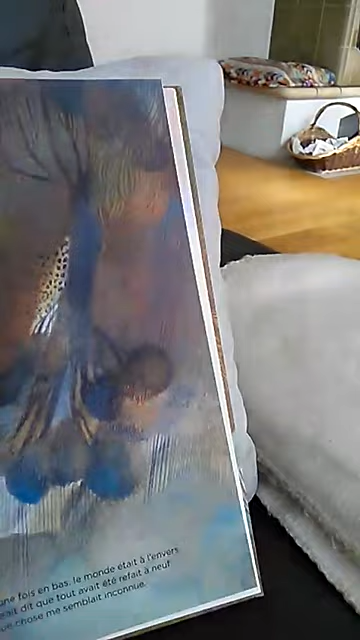 une fois en bas, le monde était à l'envers
dit que tout avait été refait à neuf
chose me semblait inconnue.